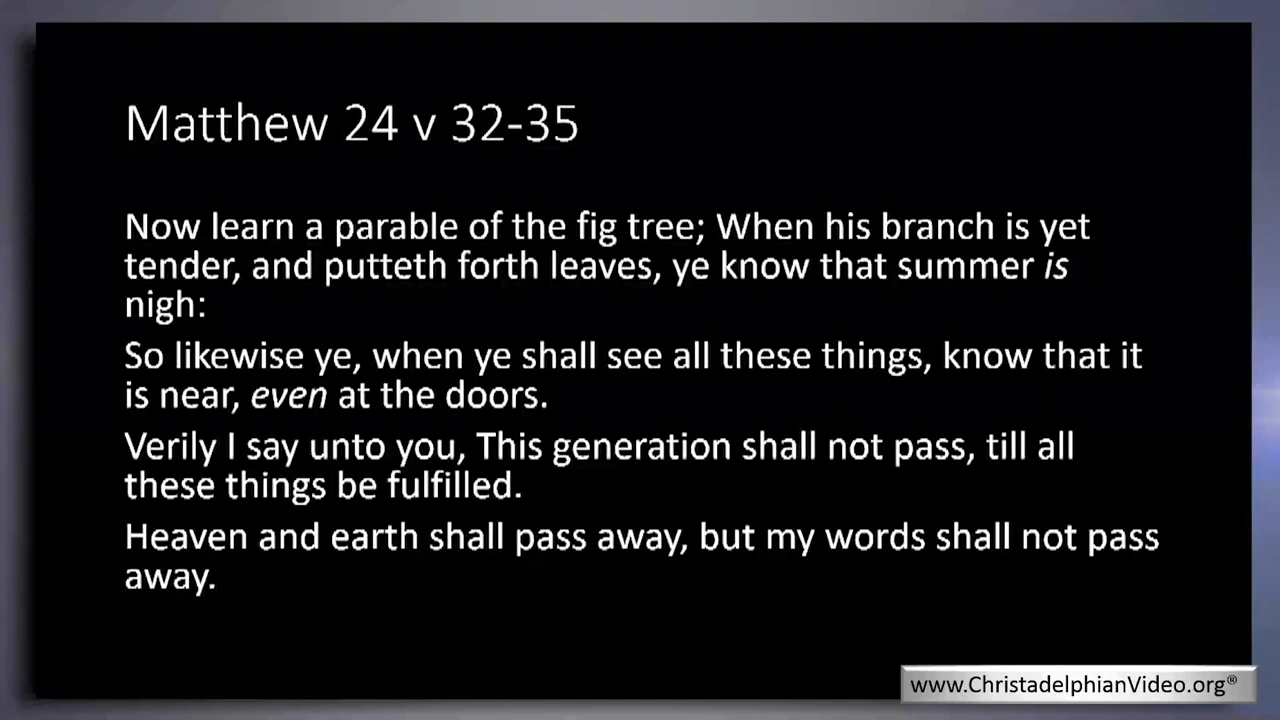 Matthew 24 v 32-35
Now learn a parable of the fig tree; When his branch is yet
tender, and putteth forth leaves, ye know that summer is
nigh:
So likewise ye, when ye shall see all these things, know that it
is near, even at the doors.
Verily I say unto you, This generation shall not pass, till all
these things be fulfilled.
Heaven and earth shall pass away, but my words shall not pass
away.
www.ChristadelphianVideo.org®